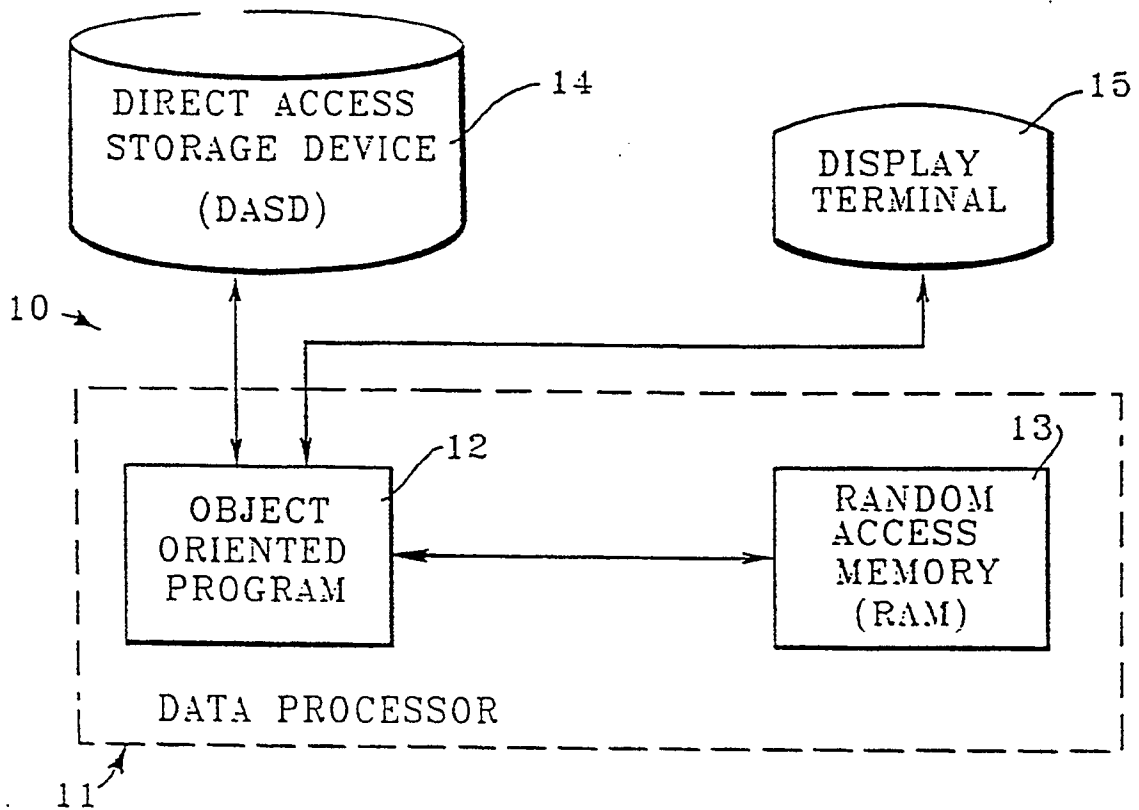 DIRECT ACCESS
STORAGE DEVICE
(DASD)
14
15
DISPLAY
TERMINAL
10
12
13
OBJECT
ORIENTED
PROGRAM
RANDOM
ACCESS
MEMORY
(RAM)
DATA PROCESSOR
11